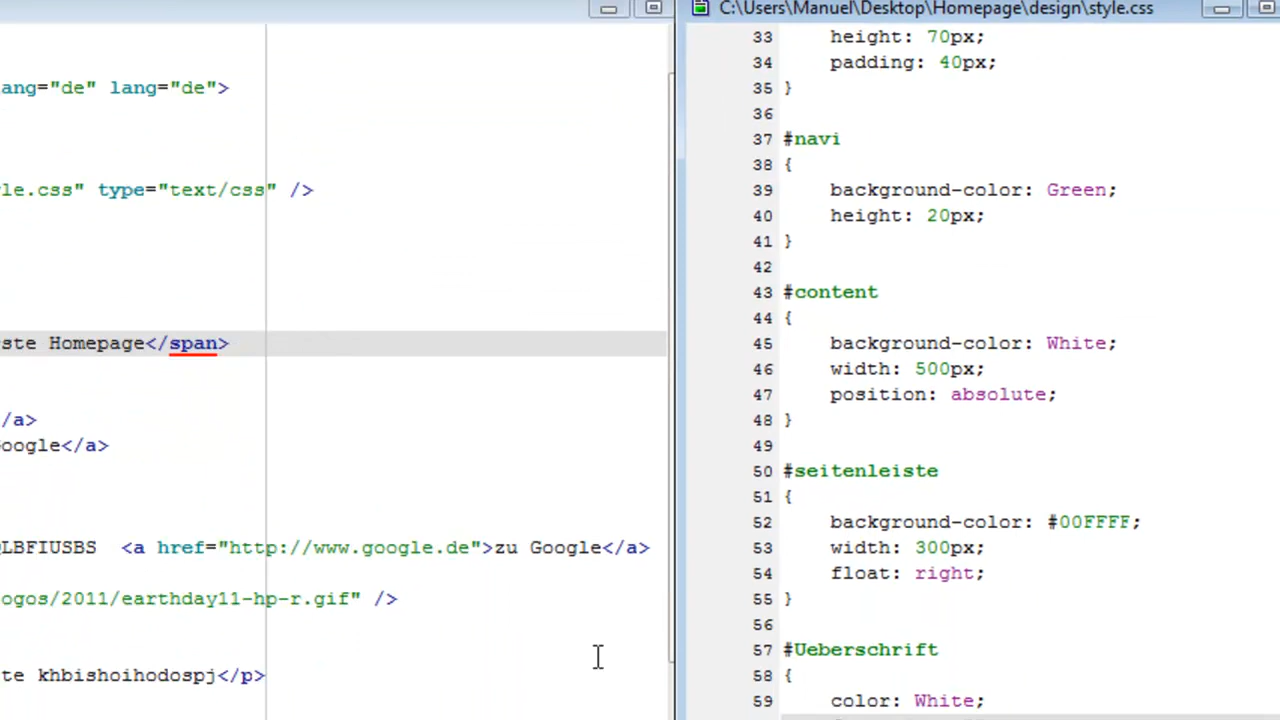 ang="de" lang="de">
le.css" type="text/css" />
ste Homepage</span>
/a>
Google</a>
LBFIUSBS  <a href="http://www.google.de">zu Google</a>
ogos/2011/earthday11-hp-r.gif" />
te khbishoihodospj</p>
C:\Users\Manuel\Desktop\Homepage\design\style.css
33 height: 70px;
34 padding: 40px;
35 }
36
37 #navi
38 {
39 background-color: Green;
40 height: 20px;
41 }
42
43 #content
44 {
45 background-color: White;
46 width: 500px;
47 position: absolute;
48 }
49
50 #seitenleiste
51 {
52 background-color: #00FFFF;
53 width: 300px;
54 float: right;
55 }
56
57 #Ueberschrift
58 {
59 color: White;